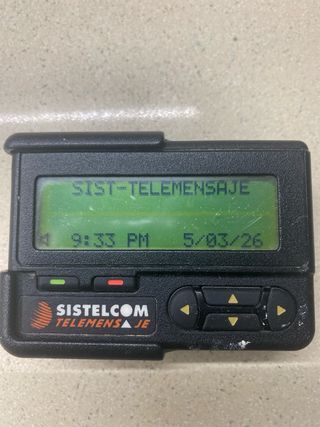 SIST-TELEMENSAJE
9:33 PM 5/03/26
SISTELCOM
TELEMENSAJE